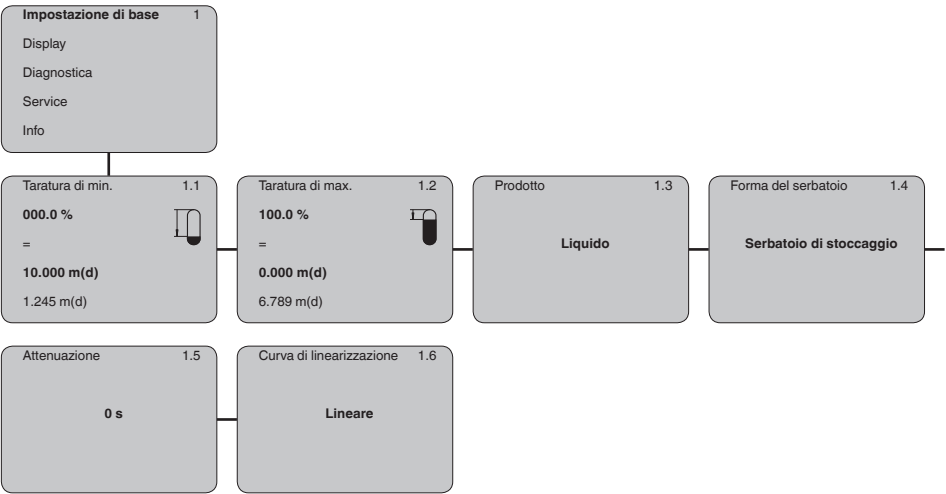 Impostazione di base 1
Display
Diagnostica
Service
Info
Taratura di min. 1.1
000.0 %
=
10.000 m(d)
1.245 m(d)
Taratura di max. 1.2
100.0 %
=
0.000 m(d)
6.789 m(d)
Prodotto 1.3
Liquido
Forma del serbatoio 1.4
Serbatoio di stoccaggio
Attenuazione 1.5
0 s
Curva di linearizzazione 1.6
Lineare